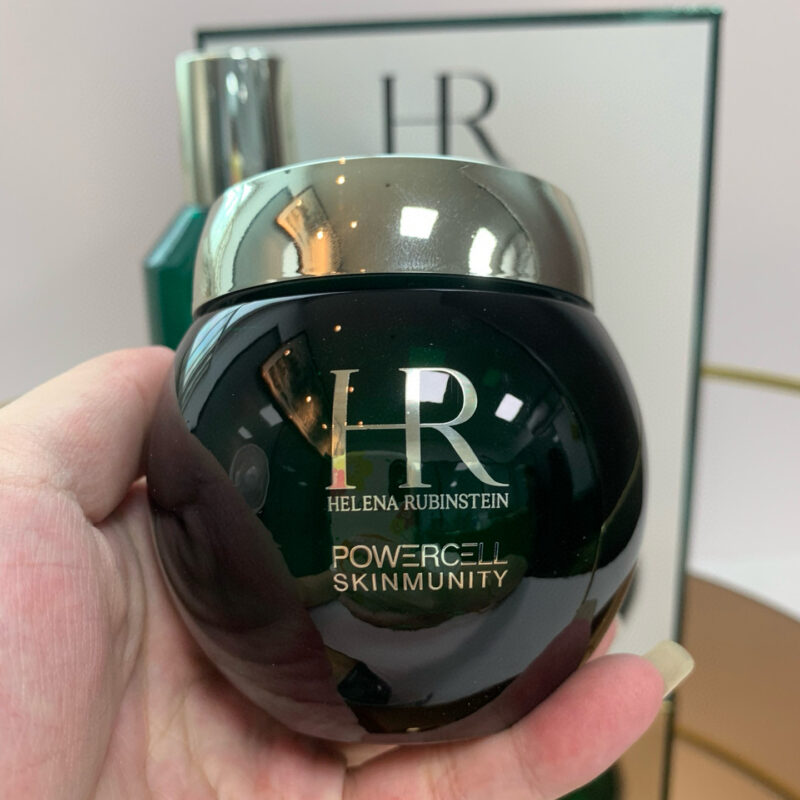 HR
HR
HELENA RUBINSTEIN
POWERCELL
SKINMUNITY